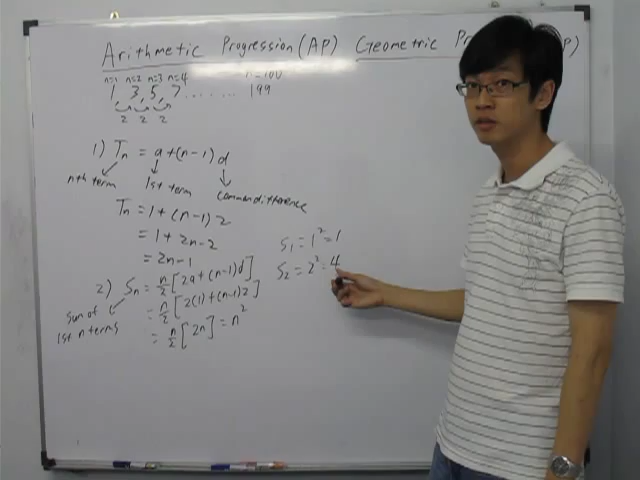 Arithmetic Progression (AP) Geometric Pr P)
n=1 n=2 n=3 n=4 n=100
1 3, 5, 7 ....... 199
2 2 2
1) Tn = a+(n-1) d
nth term 1st term common difference
Tn = 1 + (n-1) 2
= 1 + 2n-2
= 2n-1
S1 = 1² = 1
S2 = 2² = 4
2) Sn = n/2 [2a+(n-1)d]
= n/2 [2(1)+(n-1)2]
= n/2 [2n] = n²
sum of
1st n terms